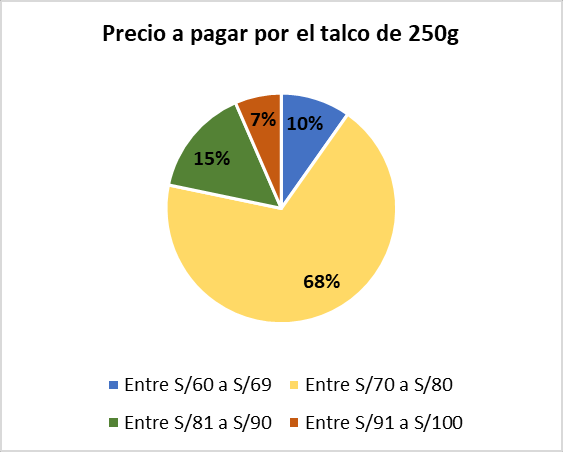 Precio a pagar por el talco de 250g
7%
10%
15%
68%
Entre S/60 a S/69
Entre S/70 a S/80
Entre S/81 a S/90
Entre S/91 a S/100